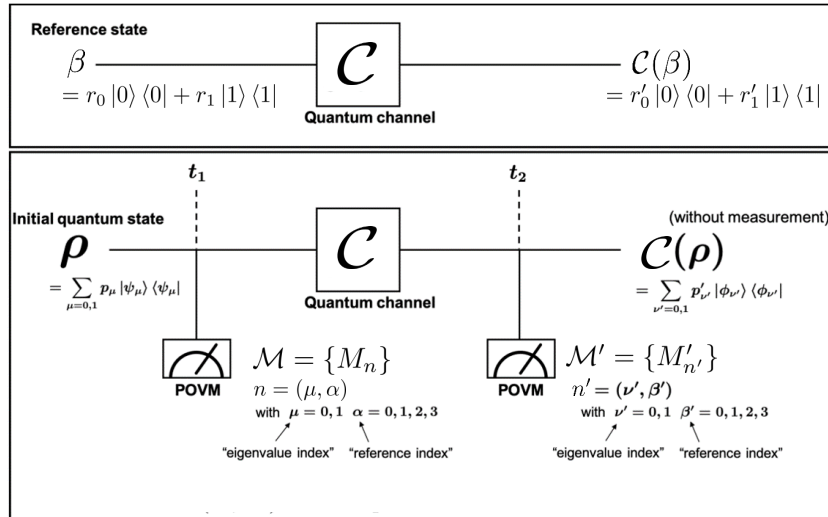 Reference state
β
𝒞
𝒞(β)
= r₀ |0⟩ ⟨0| + r₁ |1⟩ ⟨1|
= r′₀ |0⟩ ⟨0| + r′₁ |1⟩ ⟨1|
Quantum channel
t₁
t₂
Initial quantum state
(without measurement)
ρ
𝒞
𝒞(ρ)
= ∑_{μ=0,1} p_μ |ψ_μ⟩ ⟨ψ_μ|
= ∑_{ν′=0,1} p′_{ν′} |ϕ_{ν′}⟩ ⟨ϕ_{ν′}|
Quantum channel
POVM
ℳ = {M_n}
n = (μ, α)
with μ = 0, 1 α = 0, 1, 2, 3
"eigenvalue index" "reference index"
POVM
ℳ′ = {M′_{n′}}
n′ = (ν′, β′)
with ν′ = 0, 1 β′ = 0, 1, 2, 3
"eigenvalue index" "reference index"